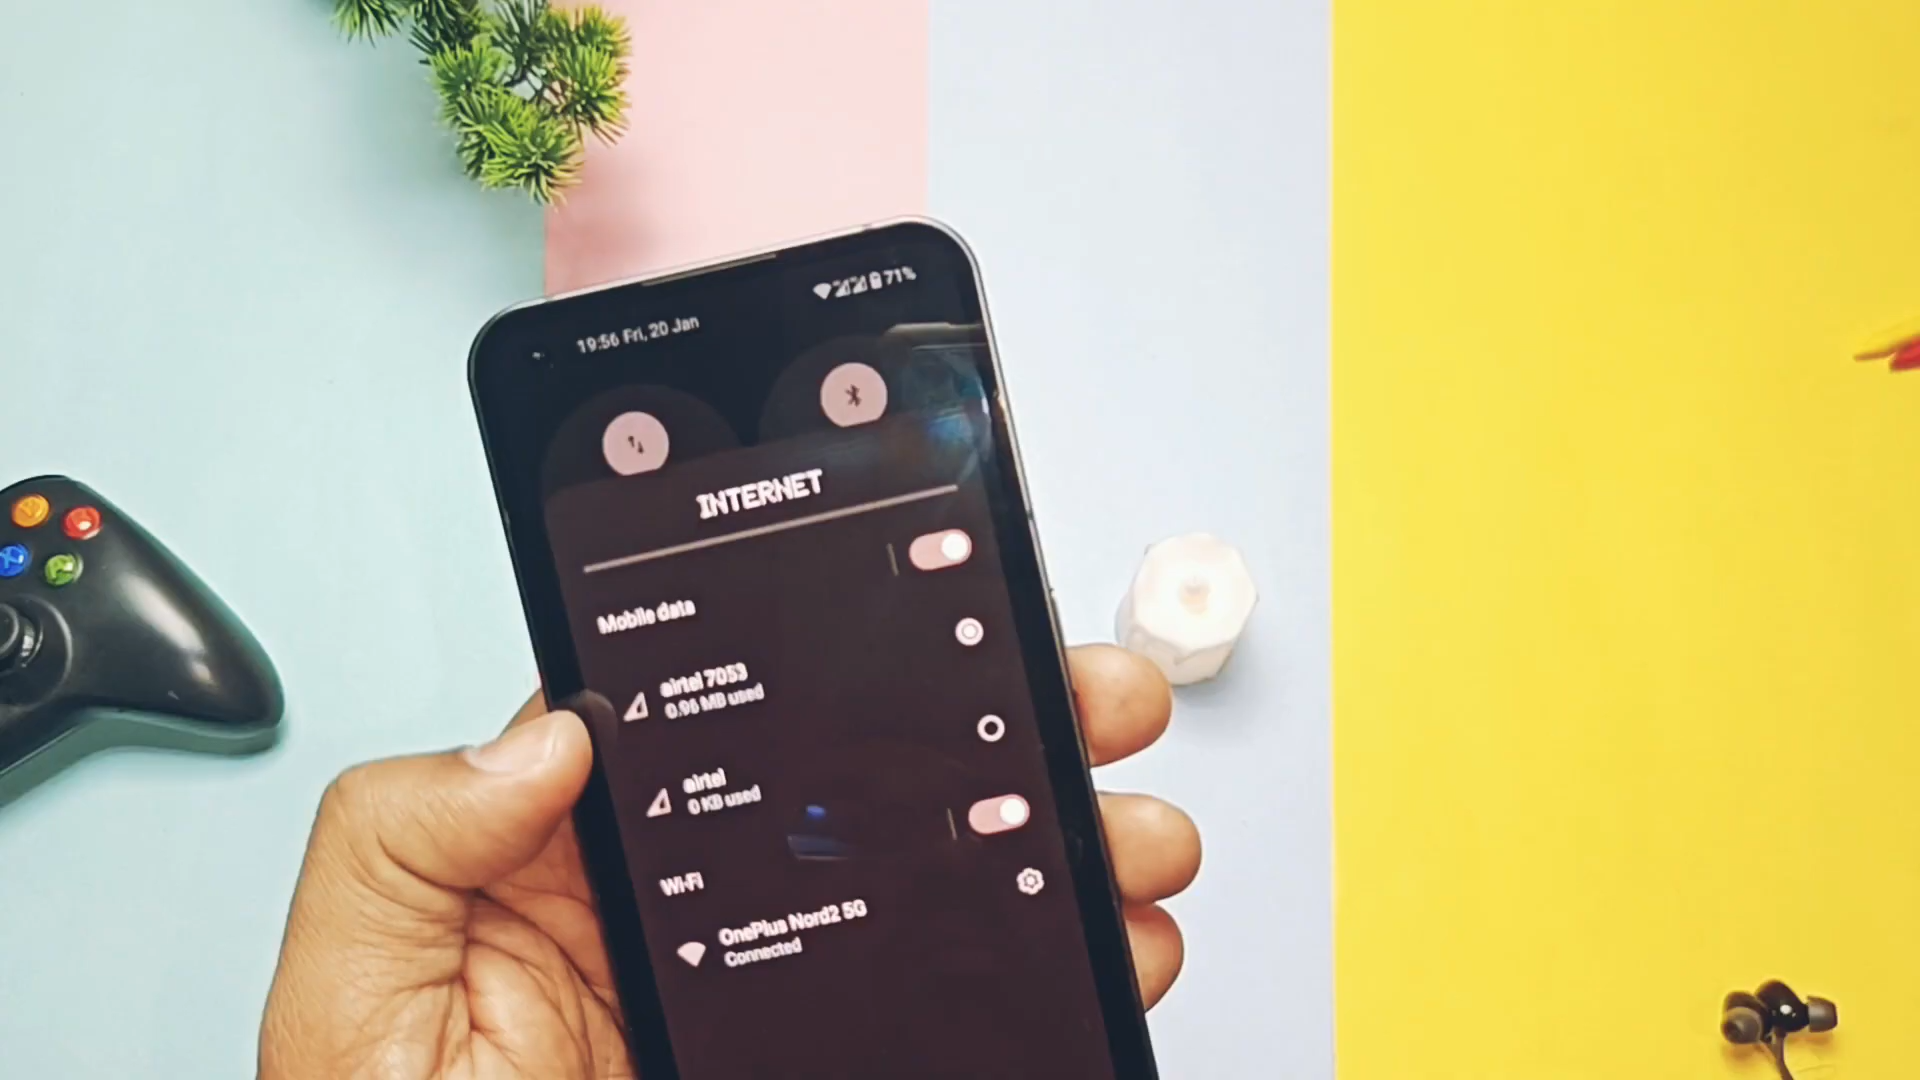 19:56 Fri, 20 Jan
71%
INTERNET
Mobile data
airtel 7053
0.96 MB used
airtel
0 KB used
Wi-Fi
OnePlus Nord2 5G
Connected